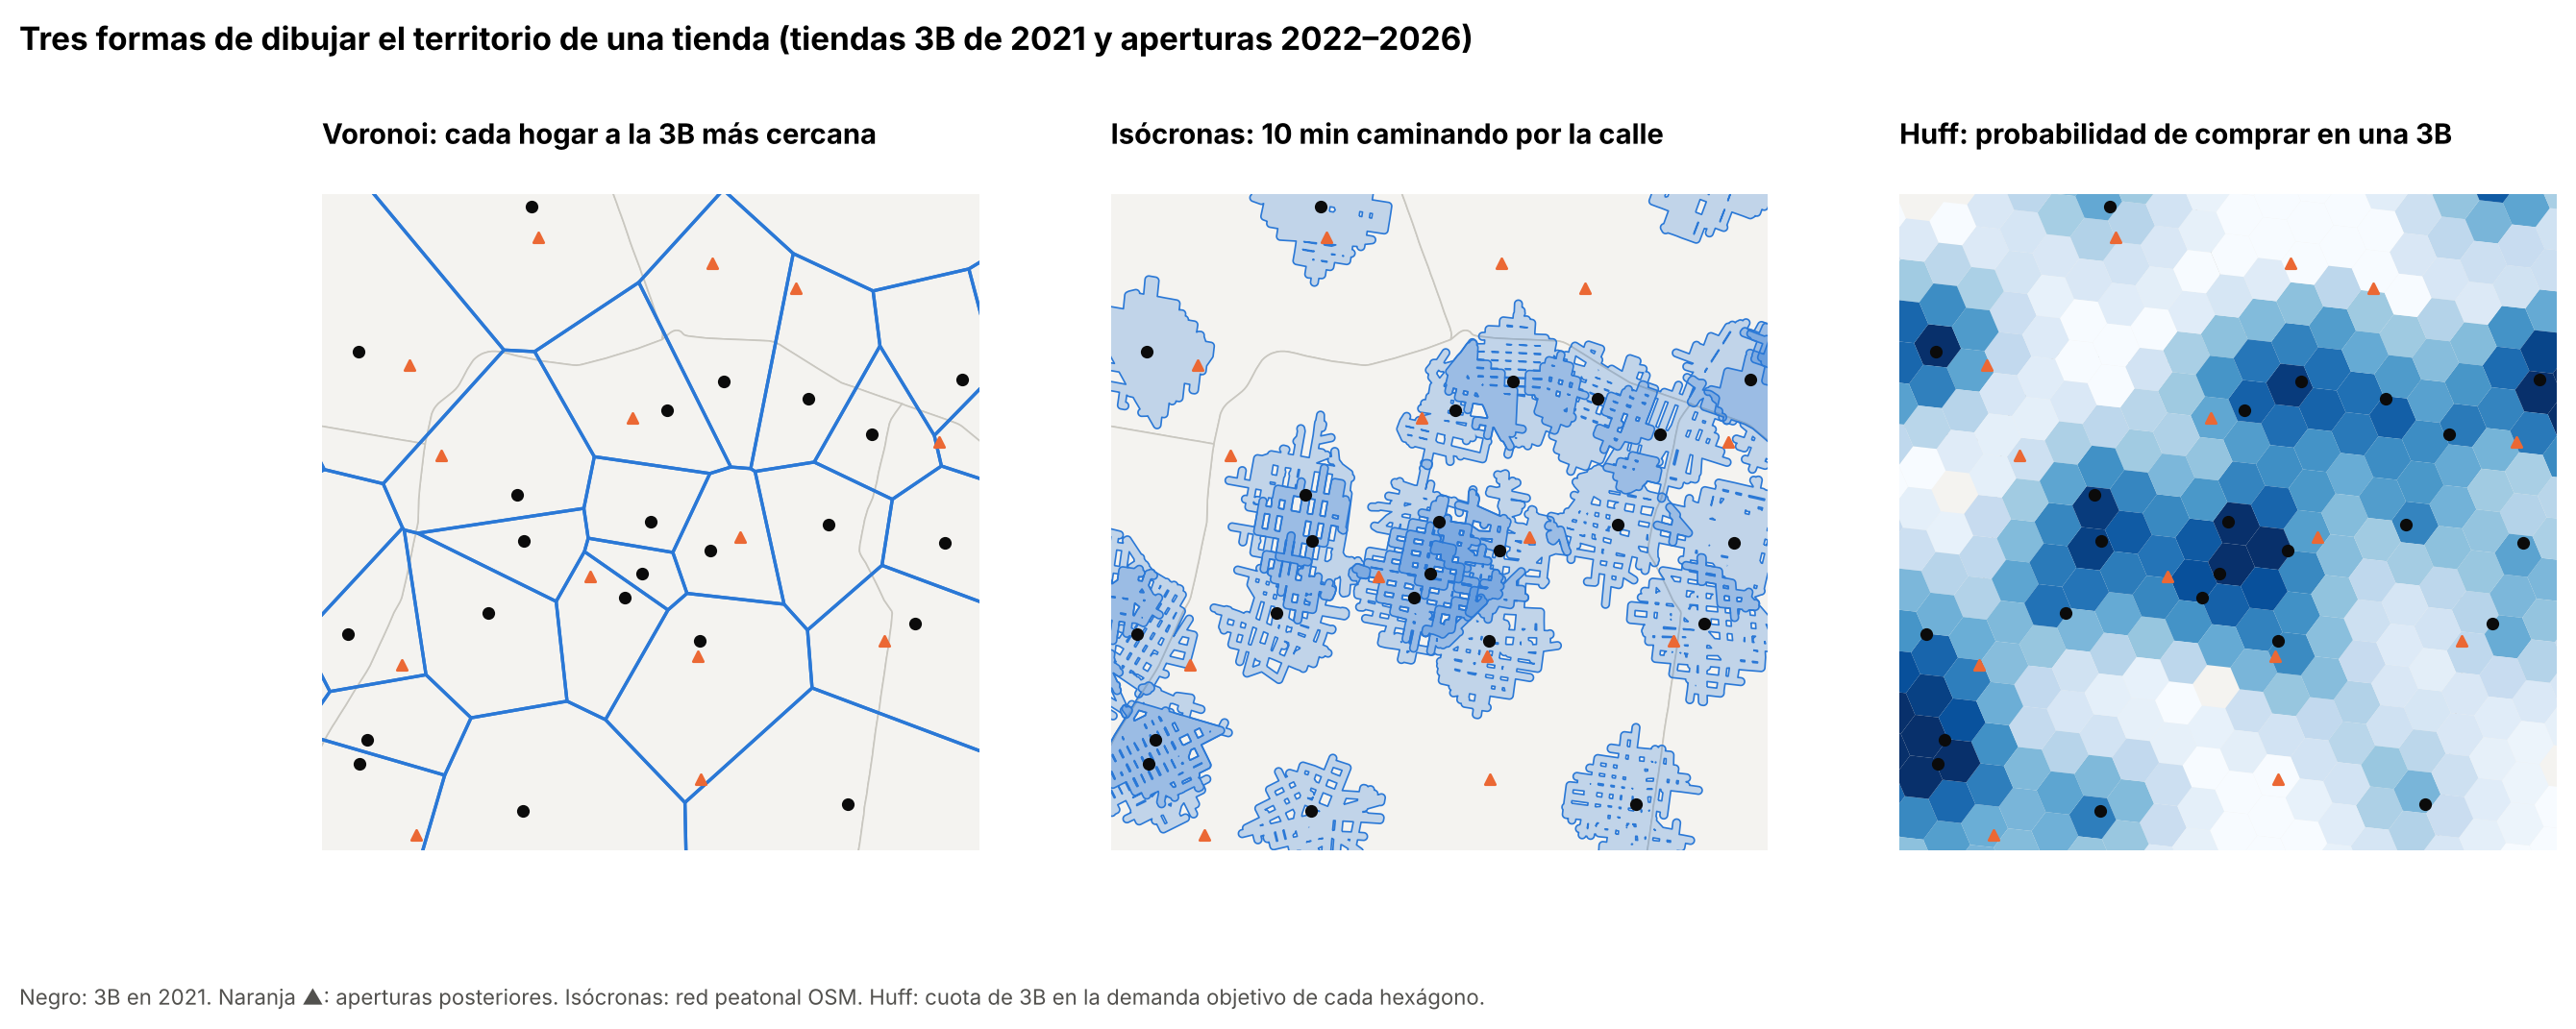 Tres formas de dibujar el territorio de una tienda (tiendas 3B de 2021 y aperturas 2022–2026)
Voronoi: cada hogar a la 3B más cercana
Isócronas: 10 min caminando por la calle
Huff: probabilidad de comprar en una 3B
Negro: 3B en 2021. Naranja ▲: aperturas posteriores. Isócronas: red peatonal OSM. Huff: cuota de 3B en la demanda objetivo de cada hexágono.